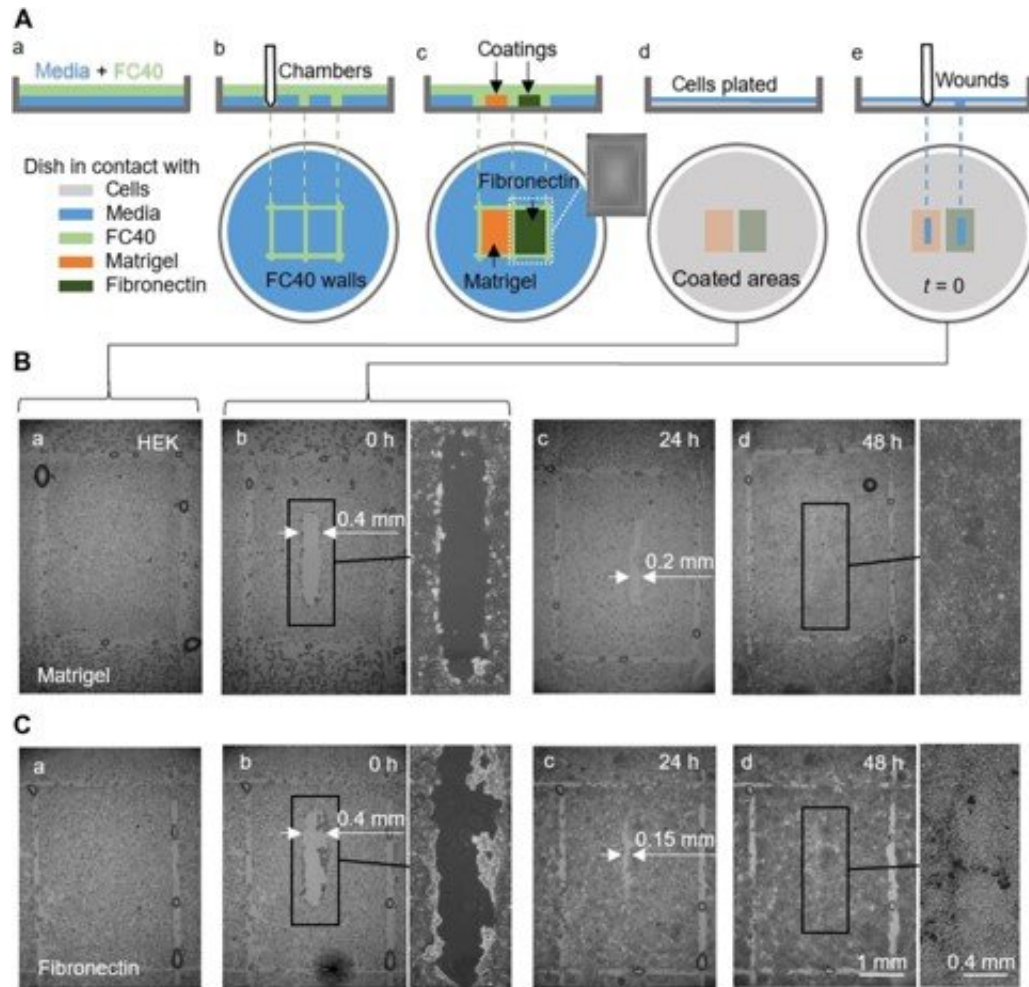 A
a
b
c
d
e
Media + FC40
Chambers
Coatings
Cells plated
Wounds
Dish in contact with
Cells
Media
FC40
Matrigel
Fibronectin
FC40 walls
Fibronectin
Matrigel
Coated areas
t = 0
B
a
HEK
Matrigel
b
0 h
0.4 mm
c
24 h
0.2 mm
d
48 h
C
a
Fibronectin
b
0 h
0.4 mm
c
24 h
0.15 mm
d
48 h
1 mm
0.4 mm